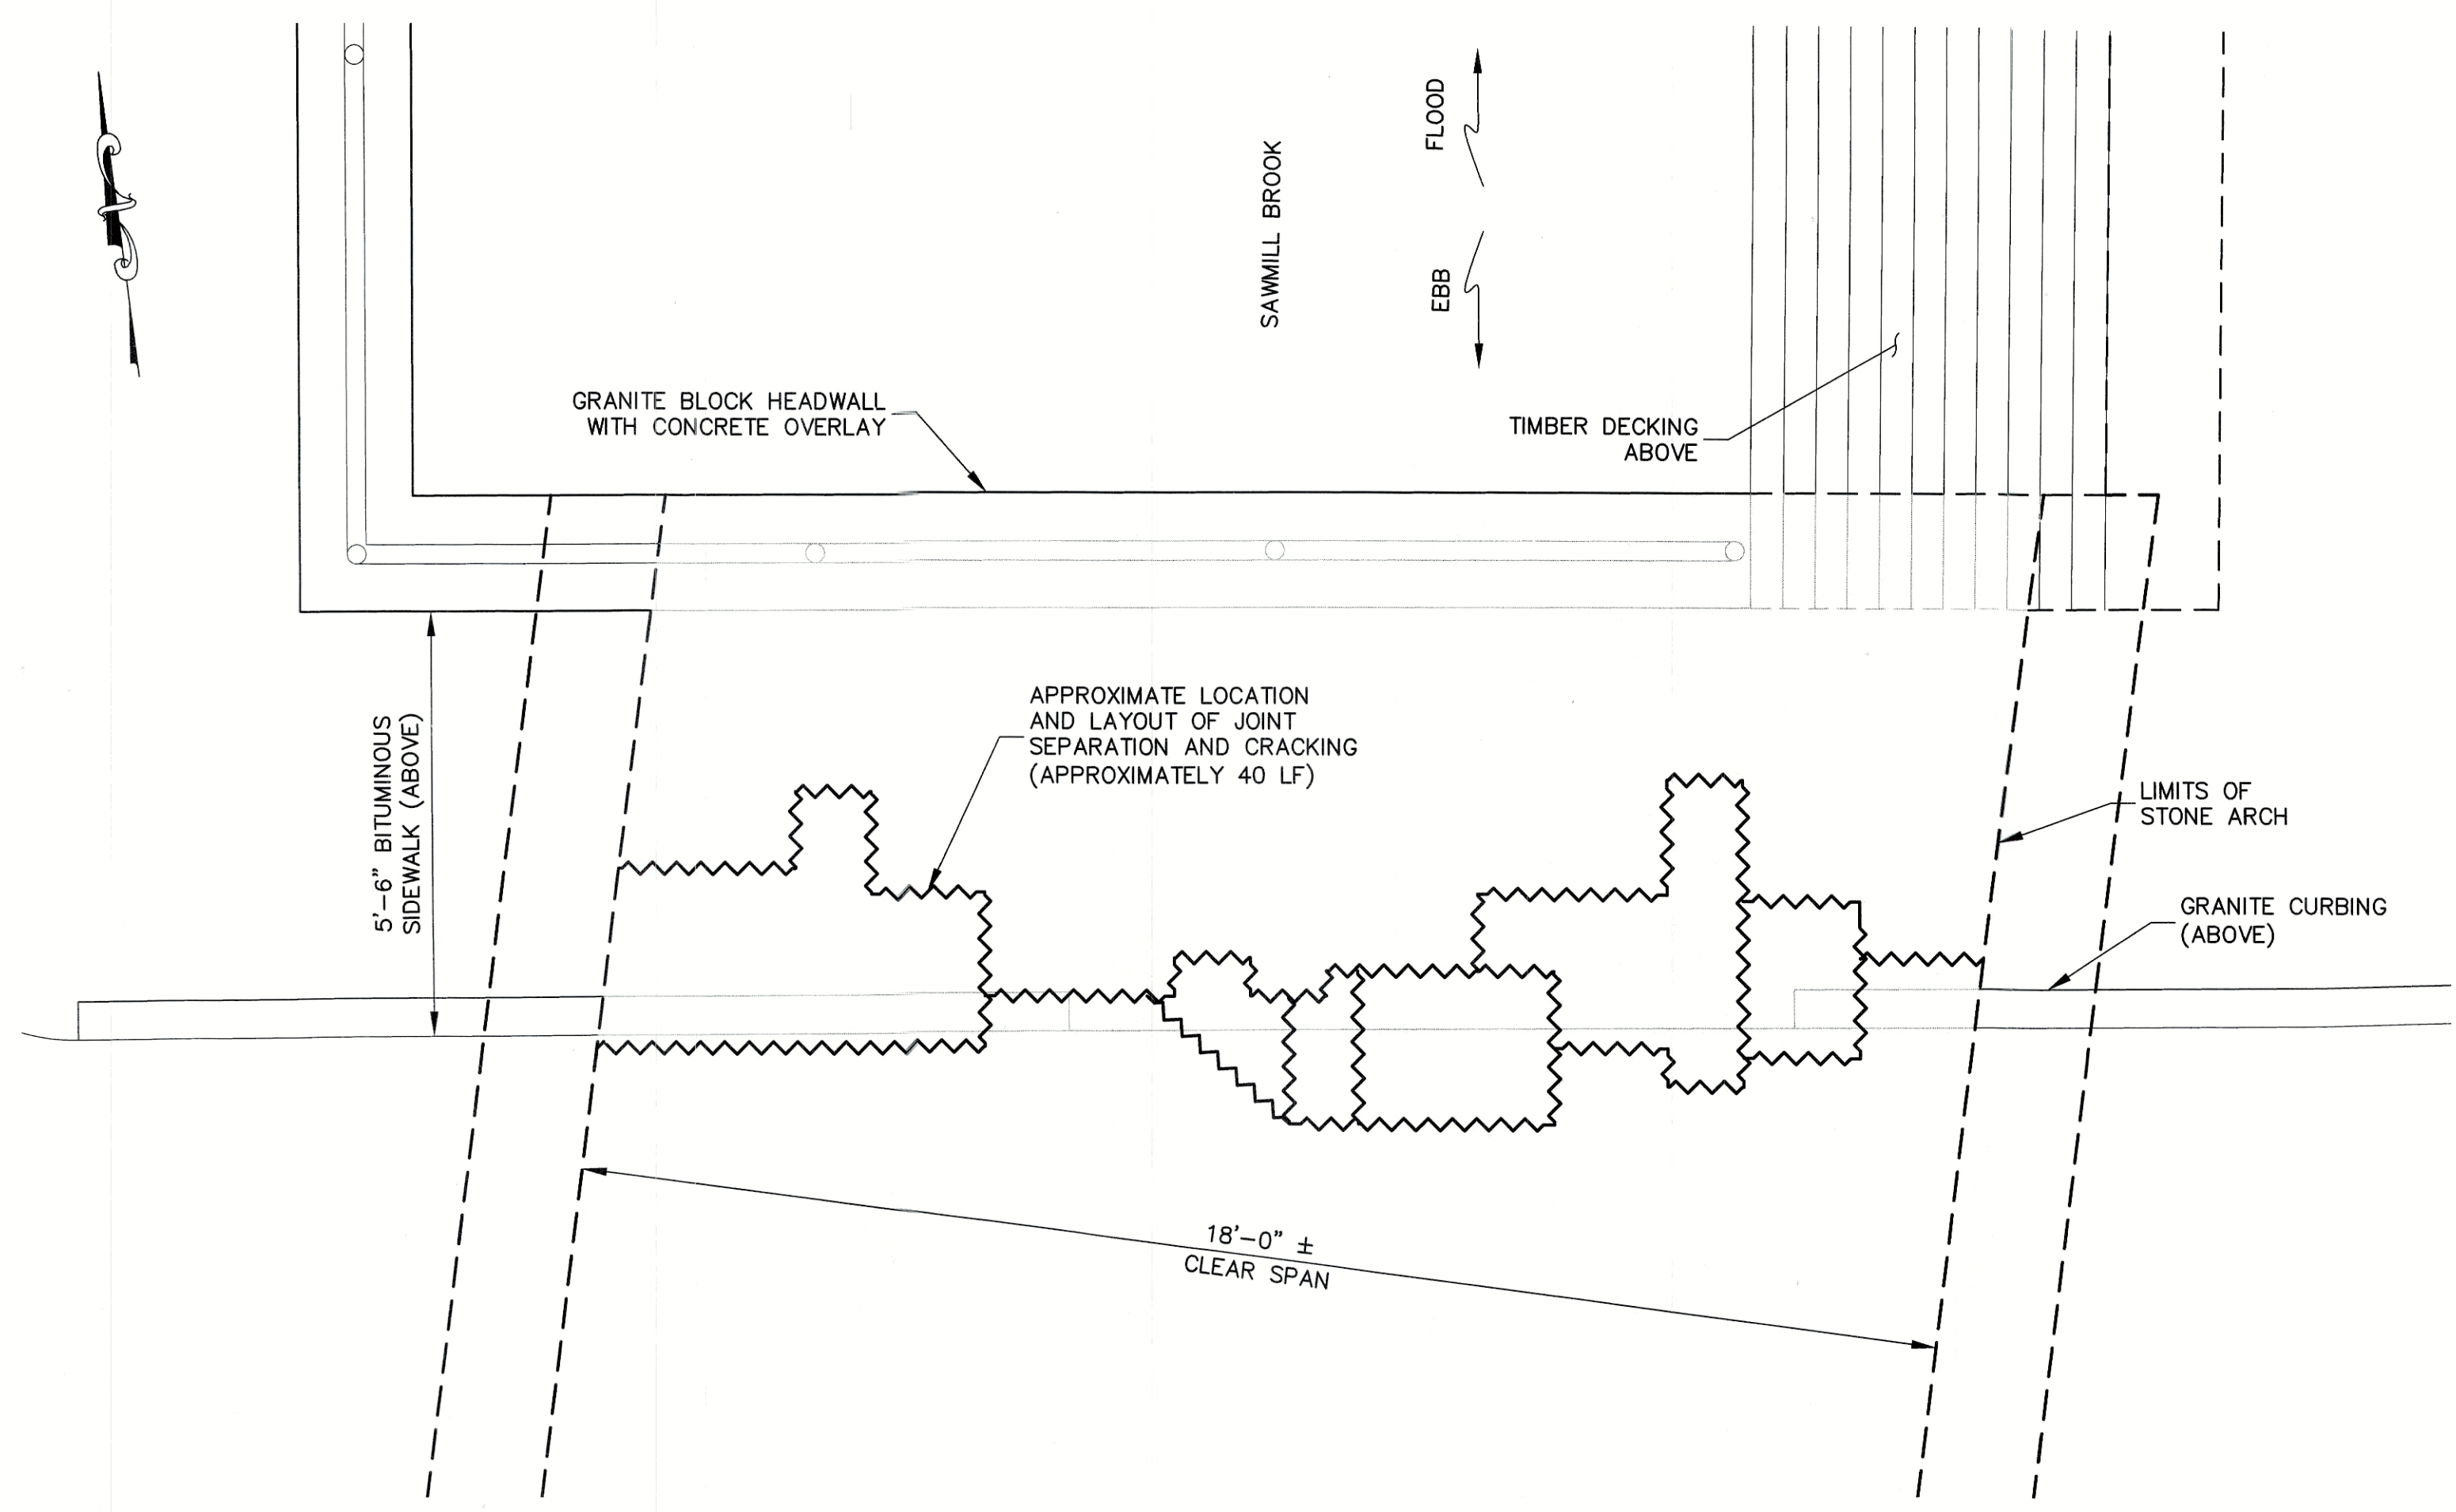 FLOOD
EBB
SAWMILL BROOK
GRANITE BLOCK HEADWALL
WITH CONCRETE OVERLAY
TIMBER DECKING
ABOVE
5'-6" BITUMINOUS
SIDEWALK (ABOVE)
APPROXIMATE LOCATION
AND LAYOUT OF JOINT
SEPARATION AND CRACKING
(APPROXIMATELY 40 LF)
LIMITS OF
STONE ARCH
GRANITE CURBING
(ABOVE)
18'-0" ±
CLEAR SPAN